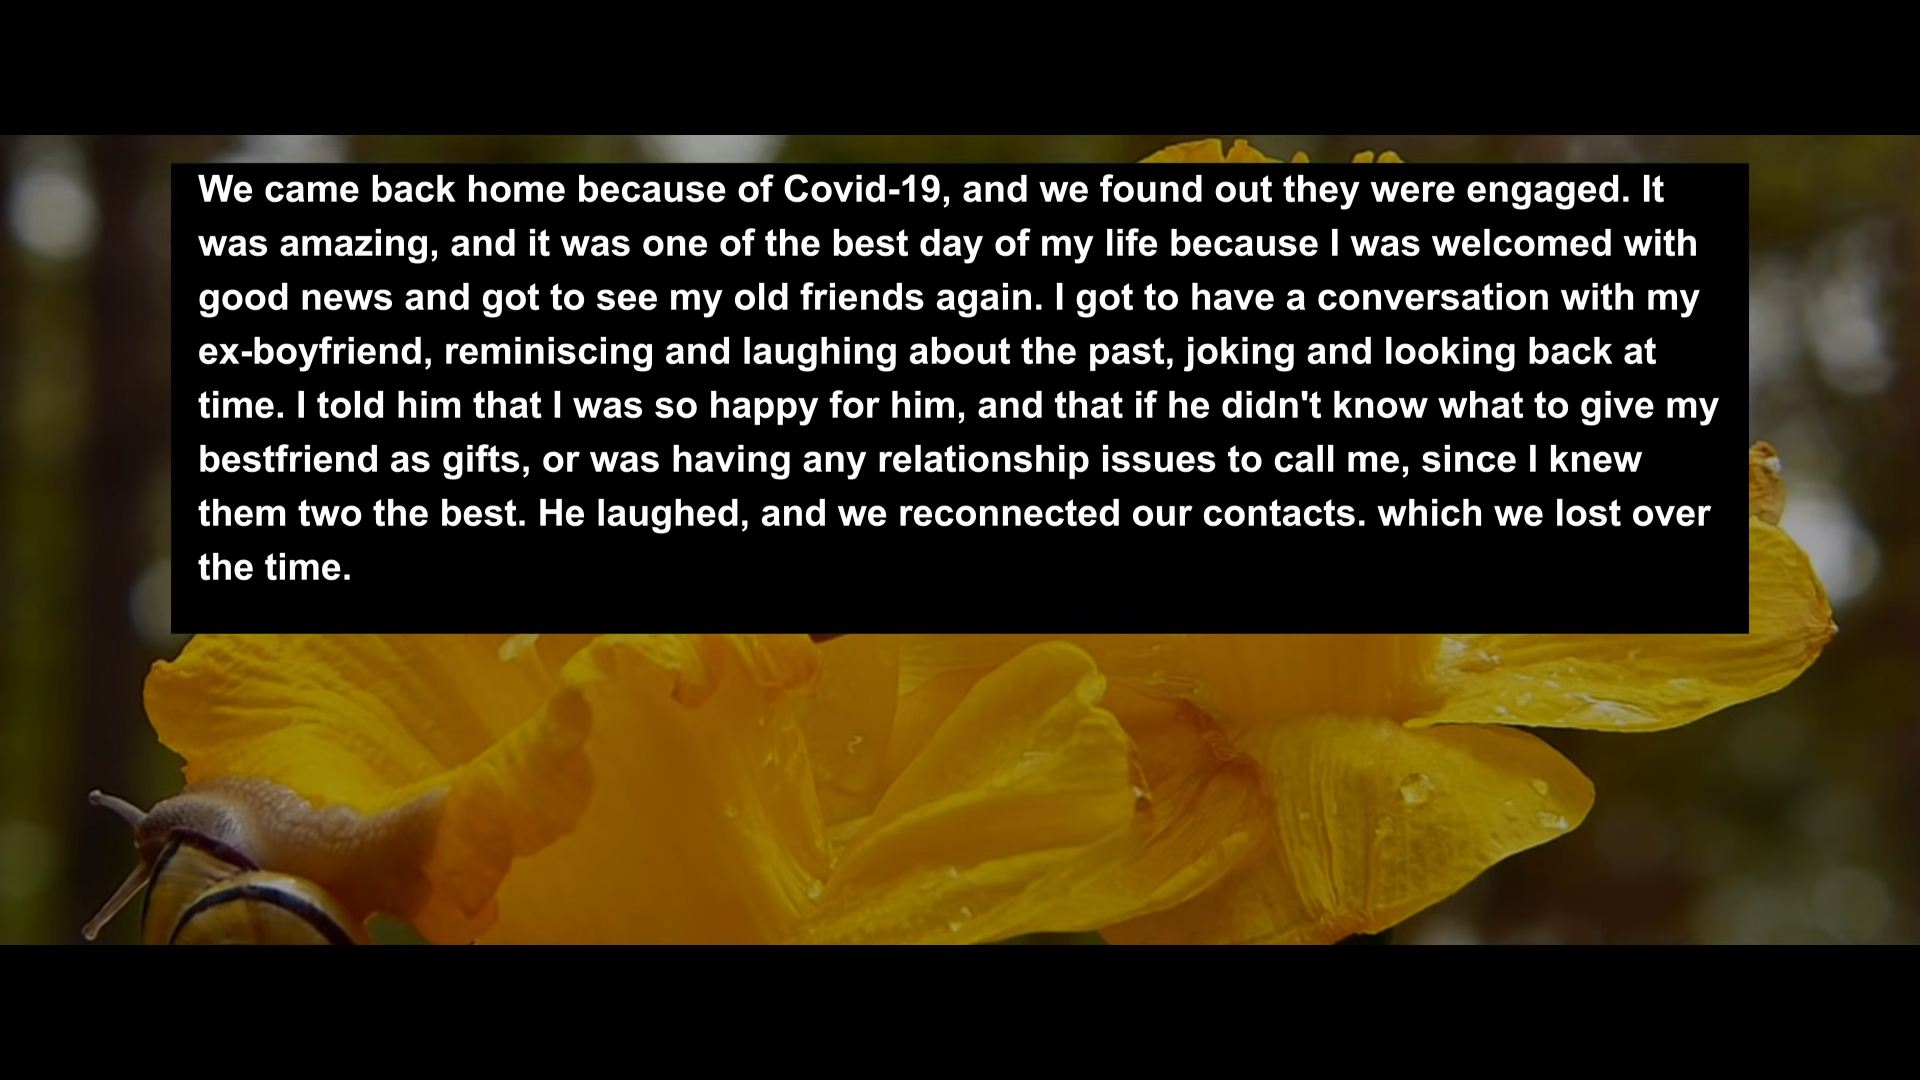 We came back home because of Covid-19, and we found out they were engaged. It
was amazing, and it was one of the best day of my life because I was welcomed with
good news and got to see my old friends again. I got to have a conversation with my
ex-boyfriend, reminiscing and laughing about the past, joking and looking back at
time. I told him that I was so happy for him, and that if he didn't know what to give my
bestfriend as gifts, or was having any relationship issues to call me, since I knew
them two the best. He laughed, and we reconnected our contacts. which we lost over
the time.